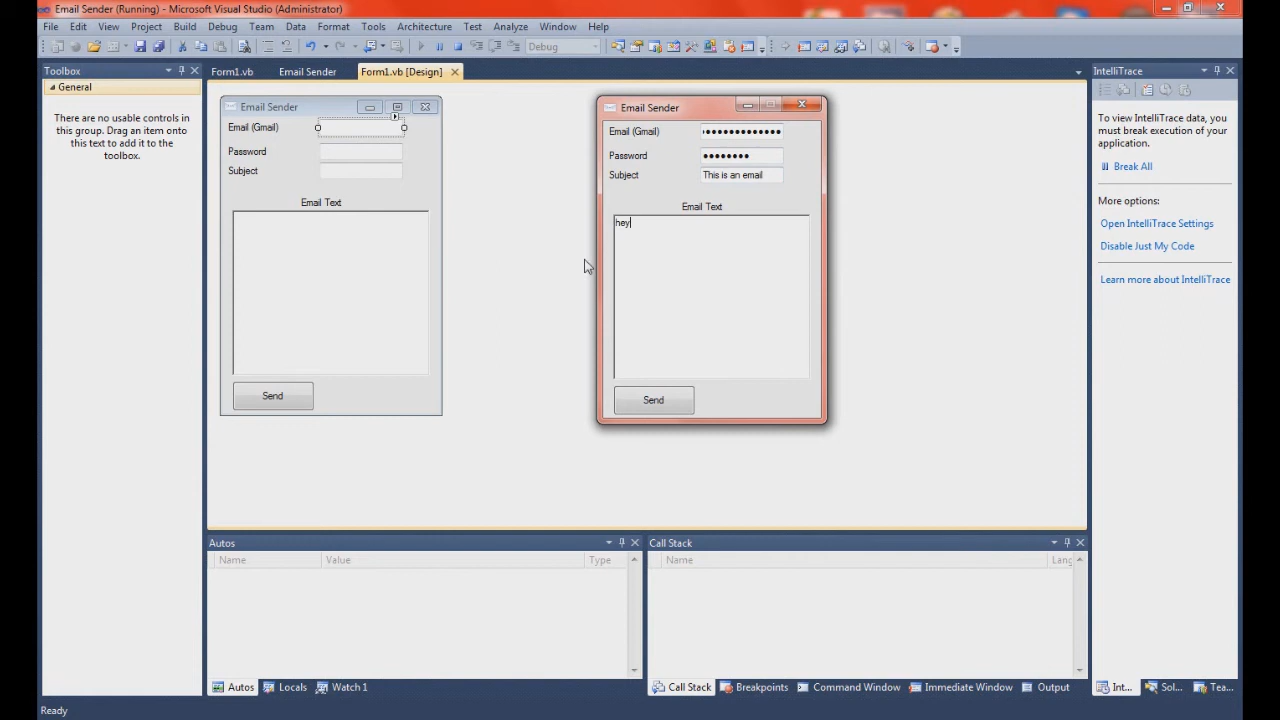 Email Sender (Running) - Microsoft Visual Studio (Administrator)
File Edit View Project Build Debug Team Data Format Tools Architecture Test Analyze Window Help
Debug
Toolbox
General
There are no usable controls in
this group. Drag an item onto
this text to add it to the
toolbox.
Form1.vb Email Sender Form1.vb [Design]
Email Sender
Email (Gmail)
Password
Subject
Email Text
Send
Email Sender
Email (Gmail) ●●●●●●●●●●●●●
Password ●●●●●●●●
Subject This is an email
Email Text
hey
Send
IntelliTrace
To view IntelliTrace data, you
must break execution of your
application.
Break All
More options:
Open IntelliTrace Settings
Disable Just My Code
Learn more about IntelliTrace
Autos
Name Value Type
Call Stack
Name Lang
Autos Locals Watch 1
Call Stack Breakpoints Command Window Immediate Window Output
Int... Sol... Tea...
Ready